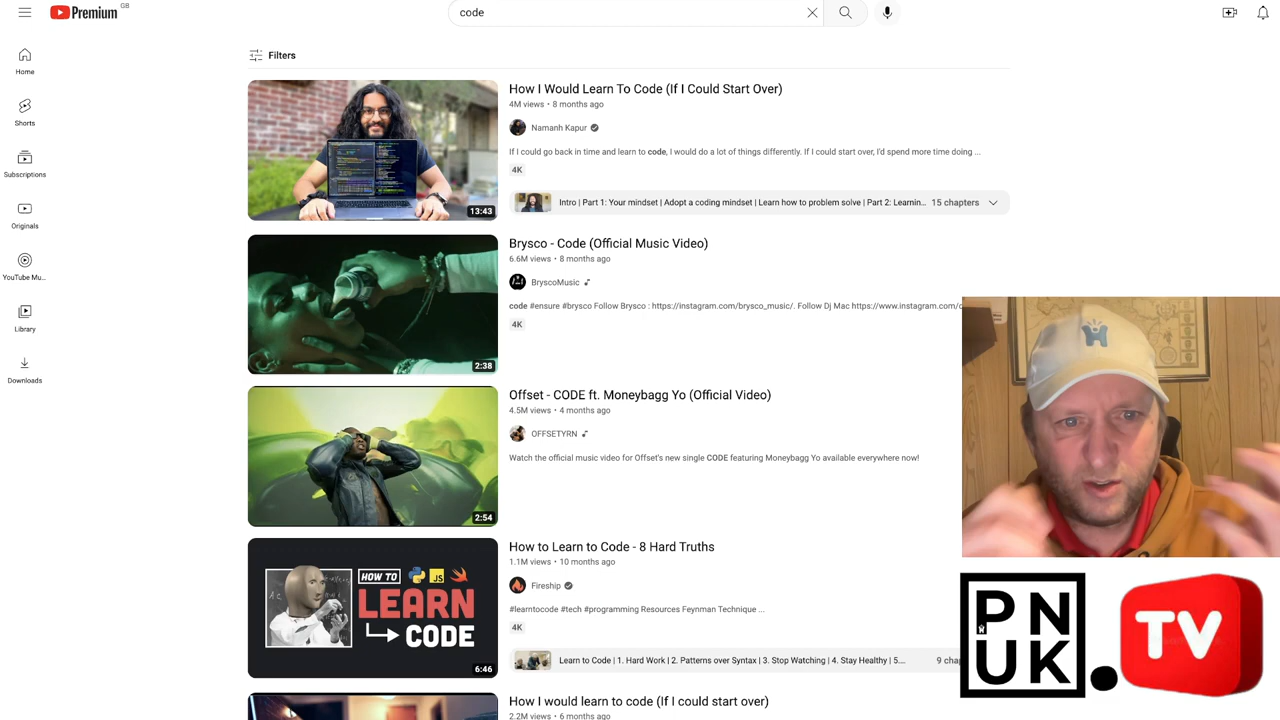 Premium GB
code
Filters
Home
Shorts
Subscriptions
Originals
YouTube Mu...
Library
Downloads
How I Would Learn To Code (If I Could Start Over)
4M views • 8 months ago
Namanh Kapur
If I could go back in time and learn to code, I would do a lot of things differently. If I could start over, I'd spend more time doing ...
4K
Intro | Part 1: Your mindset | Adopt a coding mindset | Learn how to problem solve | Part 2: Learnin... 15 chapters
13:43
Brysco - Code (Official Music Video)
6.6M views • 8 months ago
BryscoMusic
code #ensure #brysco Follow Brysco : https://instagram.com/brysco_music/. Follow Dj Mac https://www.instagram.com/
4K
2:38
Offset - CODE ft. Moneybagg Yo (Official Video)
4.5M views • 4 months ago
OFFSETYRN
Watch the official music video for Offset's new single CODE featuring Moneybagg Yo available everywhere now!
2:54
How to Learn to Code - 8 Hard Truths
1.1M views • 10 months ago
Fireship
#learntocode #tech #programming Resources Feynman Technique ...
4K
Learn to Code | 1. Hard Work | 2. Patterns over Syntax | 3. Stop Watching | 4. Stay Healthy | 5.... 9 chap
HOW TO JS
LEARN
CODE
6:46
How I would learn to code (If I could start over)
2.2M views • 6 months ago
PN
UK.
TV